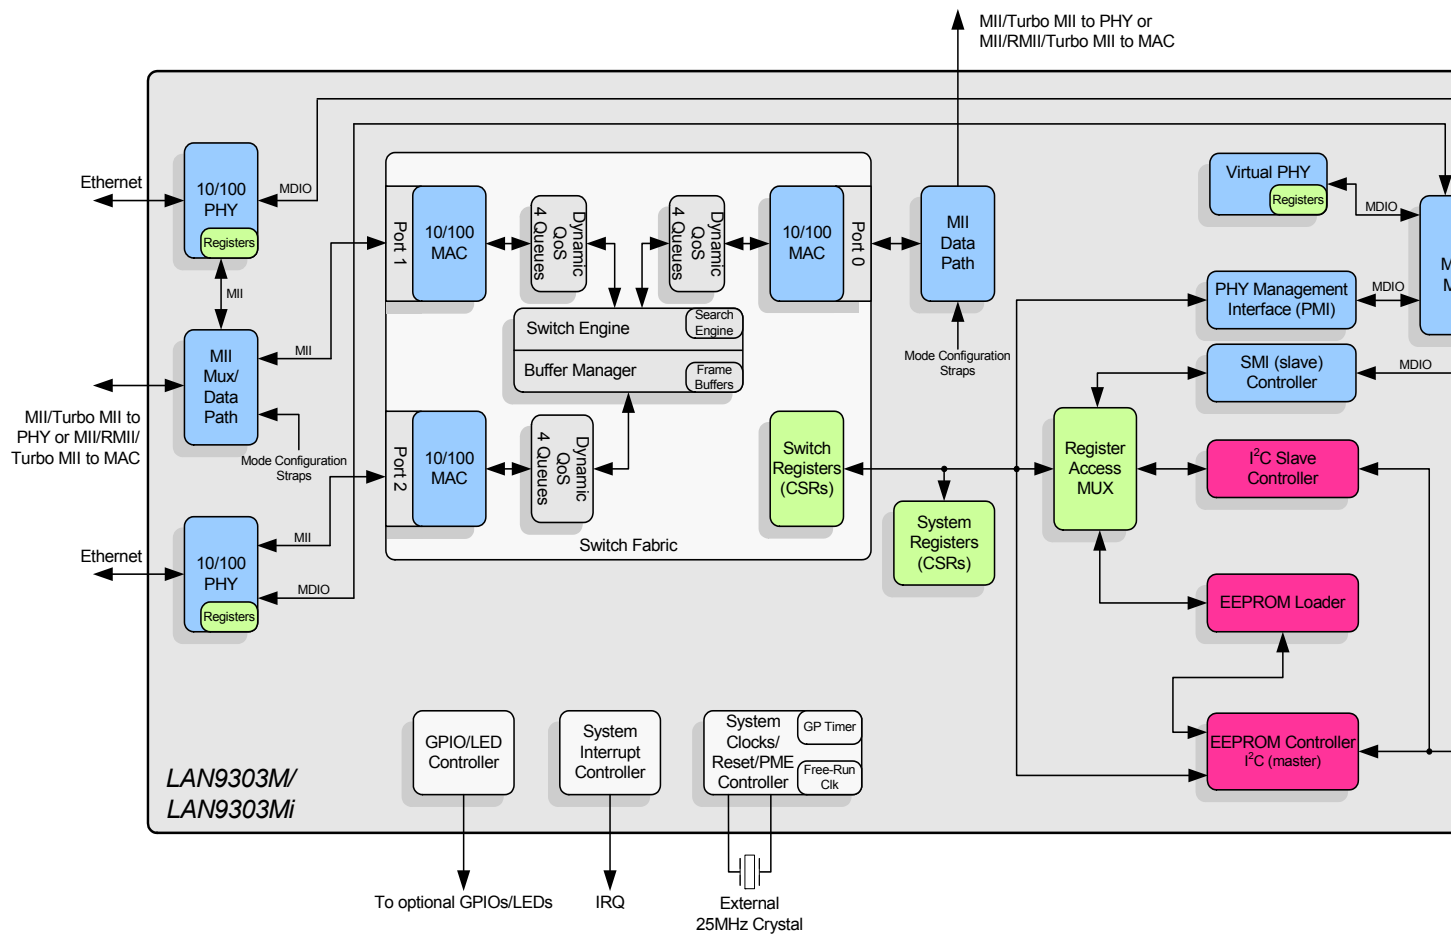 MII/Turbo MII to PHY or
MII/RMII/Turbo MII to MAC
Ethernet
10/100
PHY
Registers
MDIO
MII
MII
Mux/
Data
Path
MII
MII/Turbo MII to
PHY or MII/RMII/
Turbo MII to MAC
Mode Configuration
Straps
Ethernet
10/100
PHY
Registers
MII
MDIO
Port 1
10/100
MAC
Dynamic
QoS
4 Queues
Dynamic
QoS
4 Queues
10/100
MAC
Port 0
Switch Engine
Search
Engine
Buffer Manager
Frame
Buffers
Port 2
10/100
MAC
Dynamic
QoS
4 Queues
Switch
Registers
(CSRs)
Switch Fabric
MII
Data
Path
Mode Configuration
Straps
System
Registers
(CSRs)
Virtual PHY
Registers
MDIO
PHY Management
Interface (PMI)
MDIO
SMI (slave)
Controller
MDIO
Register
Access
MUX
I²C Slave
Controller
EEPROM Loader
EEPROM Controller
I²C (master)
LAN9303M/
LAN9303Mi
GPIO/LED
Controller
System
Interrupt
Controller
System
Clocks/
Reset/PME
Controller
GP Timer
Free-Run
Clk
To optional GPIOs/LEDs
IRQ
External
25MHz Crystal